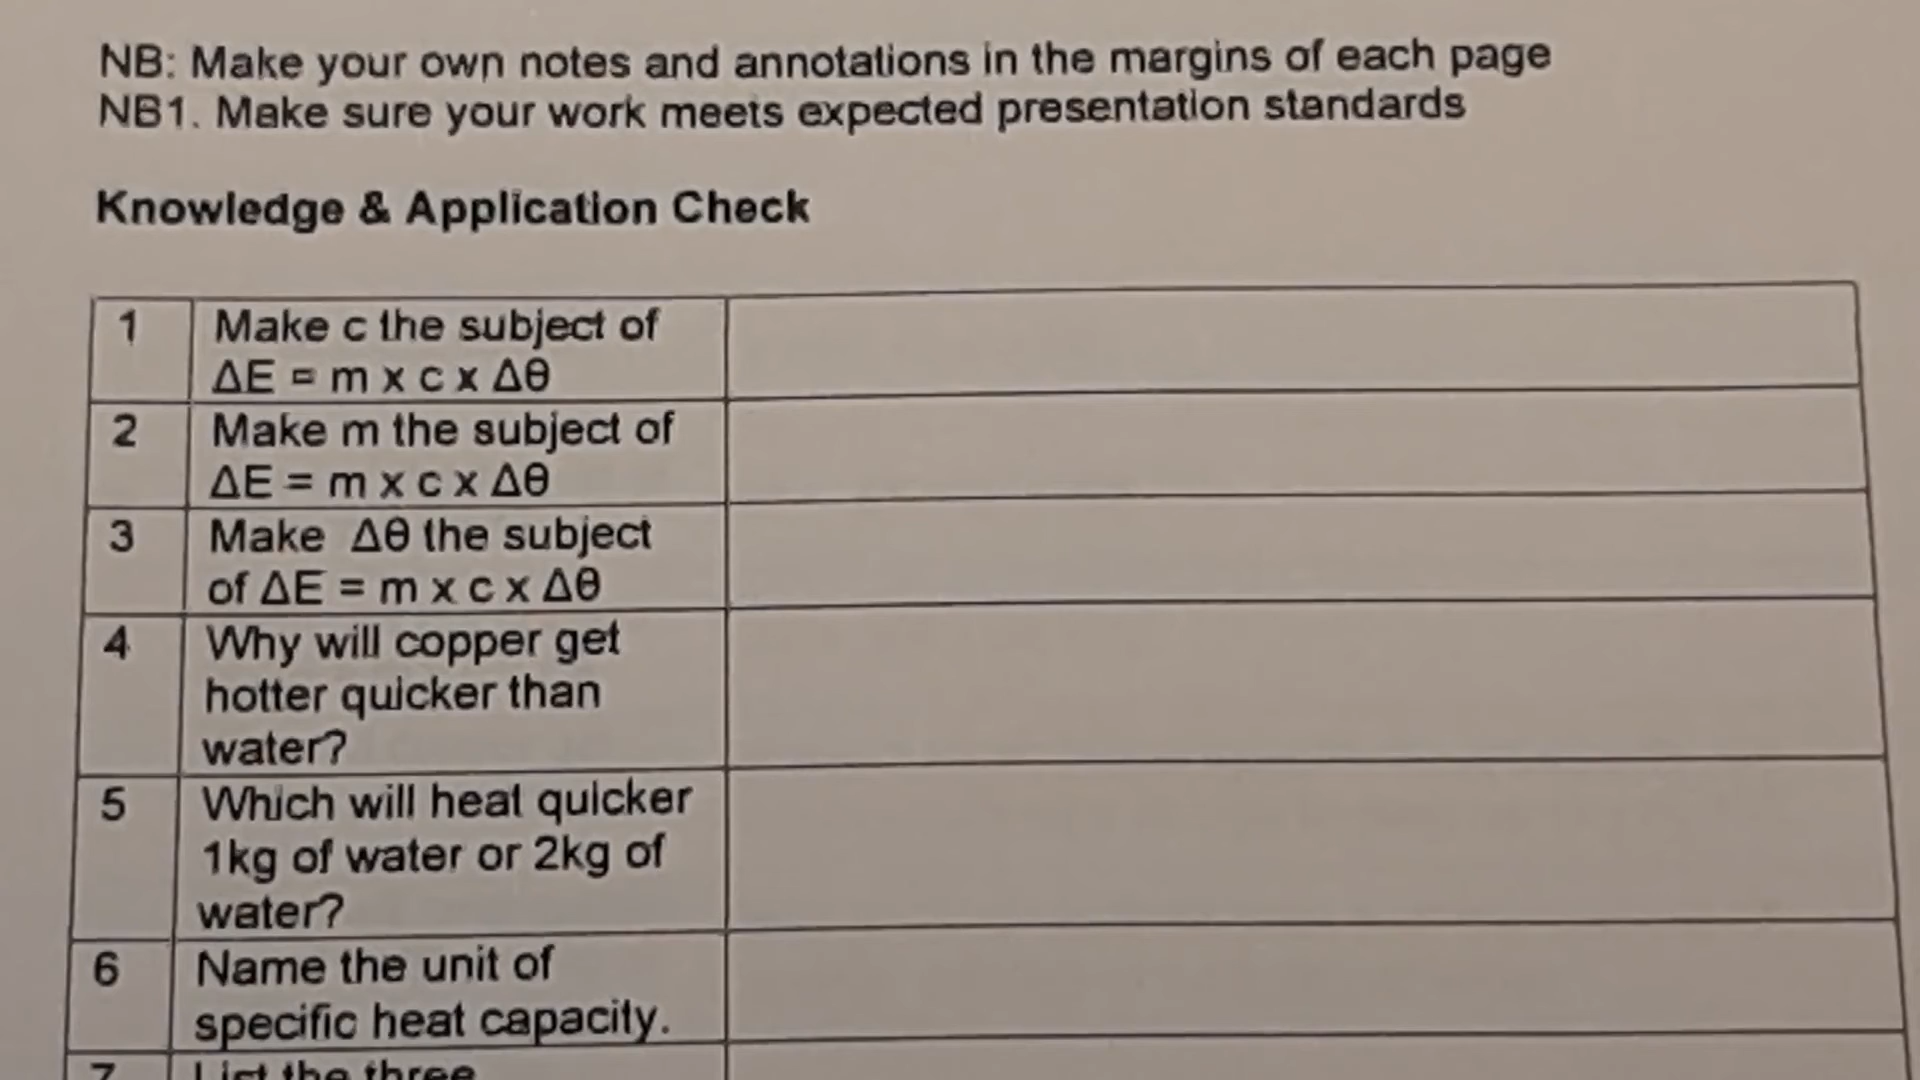 NB: Make your own notes and annotations in the margins of each page
NB1. Make sure your work meets expected presentation standards
Knowledge & Application Check
1 Make c the subject of
ΔE = m x c x Δθ
2 Make m the subject of
ΔE = m x c x Δθ
3 Make Δθ the subject
of ΔE = m x c x Δθ
4 Why will copper get
hotter quicker than
water?
5 Which will heat quicker
1kg of water or 2kg of
water?
6 Name the unit of
specific heat capacity.
7 List the three